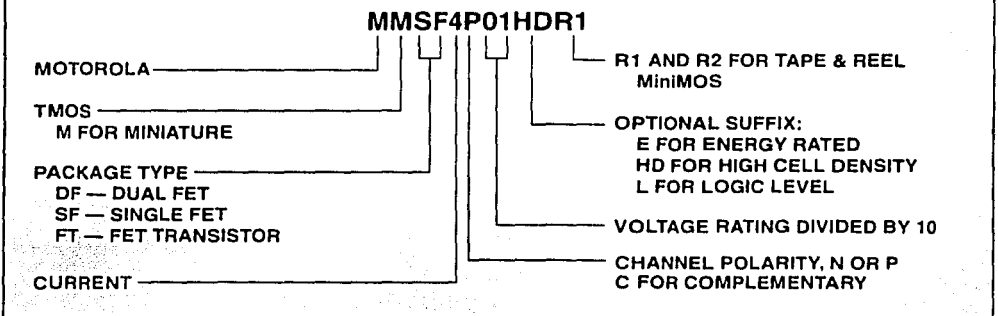 MMSF4P01HDR1
MOTOROLA
TMOS
M FOR MINIATURE
PACKAGE TYPE
DF — DUAL FET
SF — SINGLE FET
FT — FET TRANSISTOR
CURRENT
R1 AND R2 FOR TAPE & REEL
MiniMOS
OPTIONAL SUFFIX:
E FOR ENERGY RATED
HD FOR HIGH CELL DENSITY
L FOR LOGIC LEVEL
VOLTAGE RATING DIVIDED BY 10
CHANNEL POLARITY, N OR P
C FOR COMPLEMENTARY